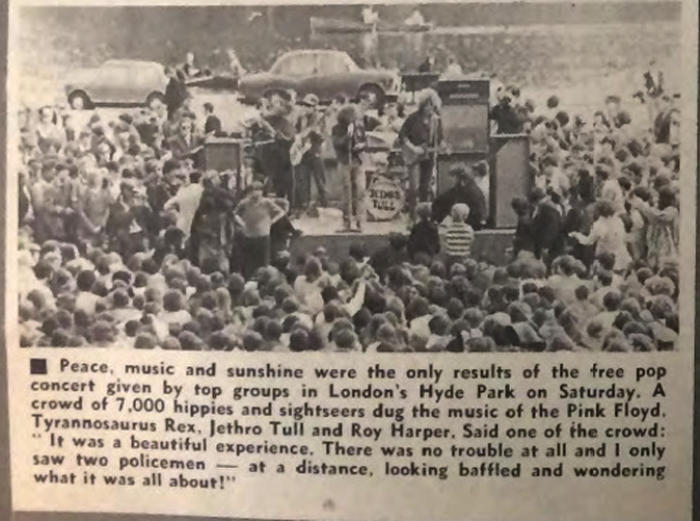 JETHRO
TULL
■ Peace, music and sunshine were the only results of the free pop
concert given by top groups in London's Hyde Park on Saturday. A
crowd of 7,000 hippies and sightseers dug the music of the Pink Floyd,
Tyrannosaurus Rex, Jethro Tull and Roy Harper. Said one of the crowd:
" It was a beautiful experience. There was no trouble at all and I only
saw two policemen — at a distance, looking baffled and wondering
what it was all about!"